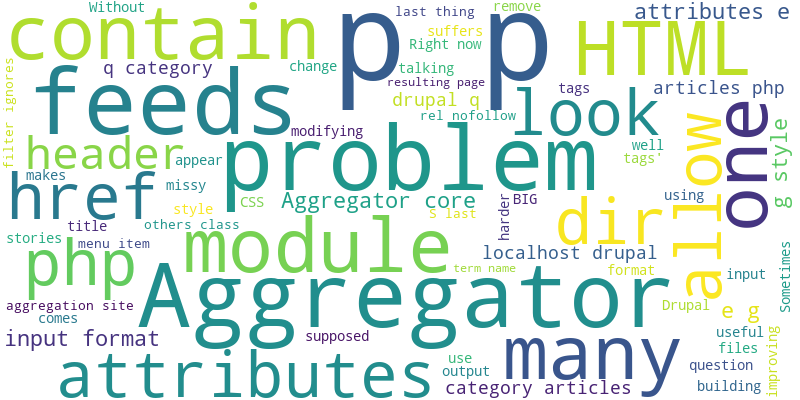 Without
last thing
remove
attributes e
contain
p p
suffers
Right now
HTML
q category
change
talking
resulting page
tags
articles php
filter ignores
feeds
drupal q
look
modifying
rel nofollow
one
header
appear
problem
well
tags`
allow
g style
makes
href
missy
CSS
Aggregator core
BIG
using
style
S last
harder
dir
title
others class
stories
menu item
module
localhost drupal
Sometimes
php
term name
format
input
Aggregator
aggregation site
Drupal
e g
comes
input format
supposed
many
useful
files
improving
attributes
use
output
question
category articles
building